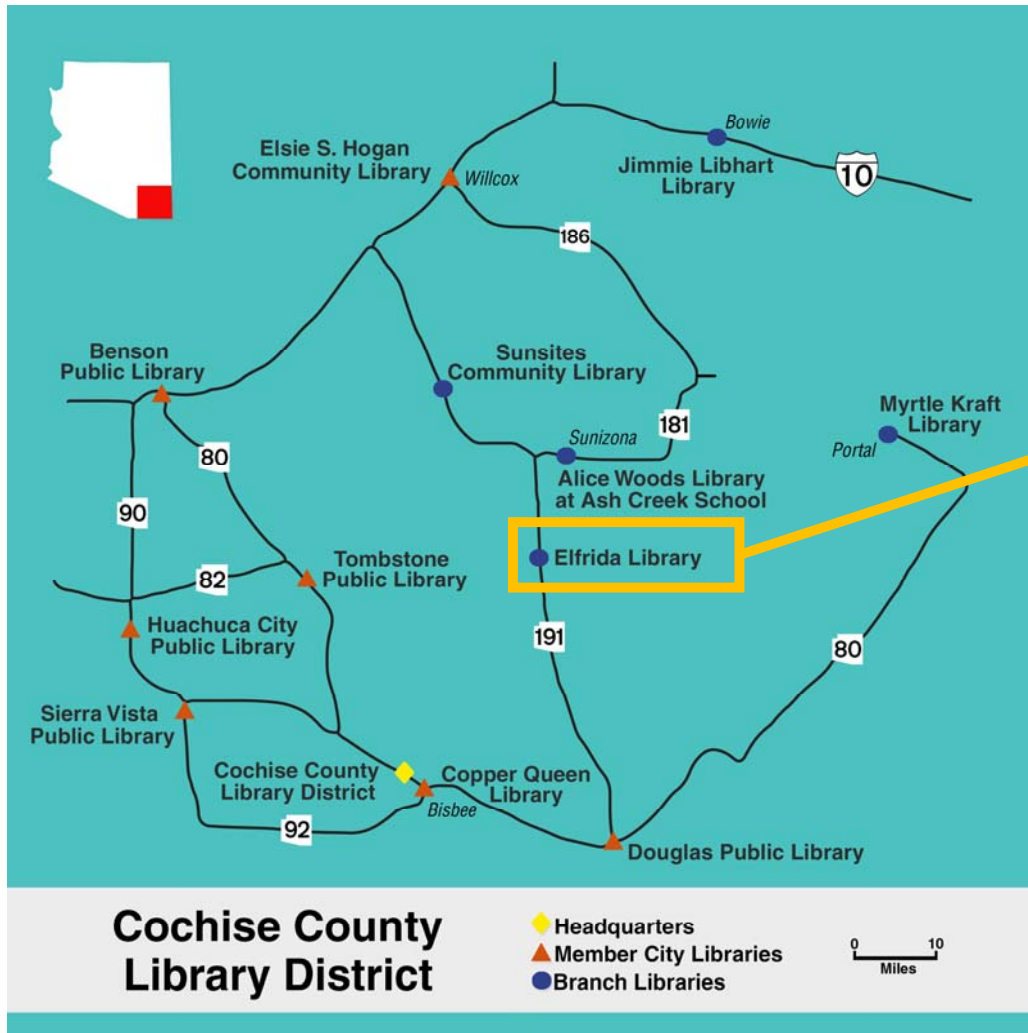 Bowie
Elsie S. Hogan
Community Library
Willcox
Jimmie Libhart
Library
10
186
Benson
Public Library
Sunsites
Community Library
Myrtle Kraft
Library
Portal
181
Sunizona
80
Alice Woods Library
at Ash Creek School
90
Tombstone
Public Library
Elfrida Library
82
Huachuca City
Public Library
191
80
Sierra Vista
Public Library
Cochise County
Library District
Copper Queen
Library
Bisbee
92
Douglas Public Library
Cochise County
Library District
Headquarters
Member City Libraries
Branch Libraries
0 10
Miles